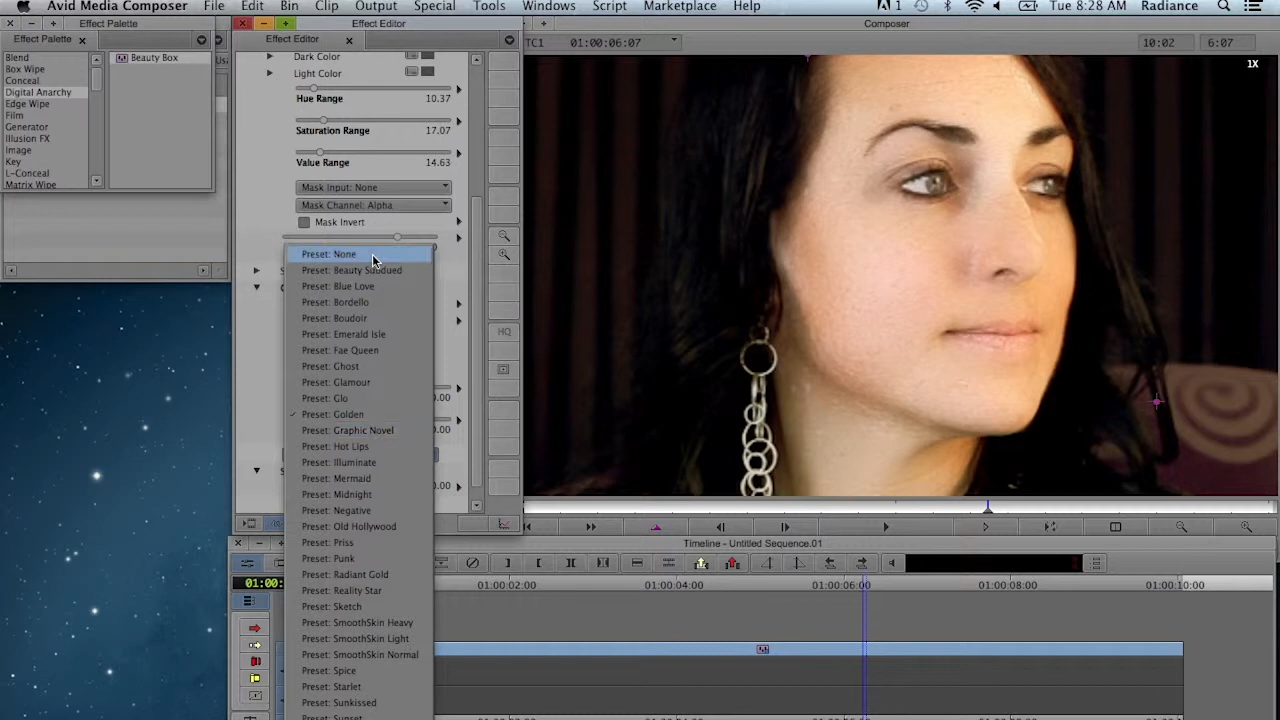 Avid Media Composer File Edit Bin Clip Output Special Tools Windows Script Marketplace Help 1 Tue 8:28 AM Radiance
Effect Palette
Effect Palette
Blend
Box Wipe
Conceal
Digital Anarchy
Edge Wipe
Film
Generator
Illusion FX
Image
Key
L-Conceal
Matrix Wipe
Beauty Box
Effect Editor
Effect Editor
Dark Color
Light Color
Hue Range 10.37
Saturation Range 17.07
Value Range 14.63
Mask Input: None
Mask Channel: Alpha
Mask Invert
Preset: None
Preset: Beauty Subdued
Preset: Blue Love
Preset: Bordello
Preset: Boudoir
Preset: Emerald Isle
Preset: Fae Queen
Preset: Ghost
Preset: Glamour
Preset: Glo
Preset: Golden
Preset: Graphic Novel
Preset: Hot Lips
Preset: Illuminate
Preset: Mermaid
Preset: Midnight
Preset: Negative
Preset: Old Hollywood
Preset: Priss
Preset: Punk
Preset: Radiant Gold
Preset: Reality Star
Preset: Sketch
Preset: SmoothSkin Heavy
Preset: SmoothSkin Light
Preset: SmoothSkin Normal
Preset: Spice
Preset: Starlet
Preset: Sunkissed
Preset: Sunset
HQ
Composer
TC1 01:00:06:07 10:02 6:07
1X
Timeline - Untitled Sequence.01
01:00:
01:00:02:00 01:00:04:00 01:00:06:00 01:00:08:00 01:00:10:00